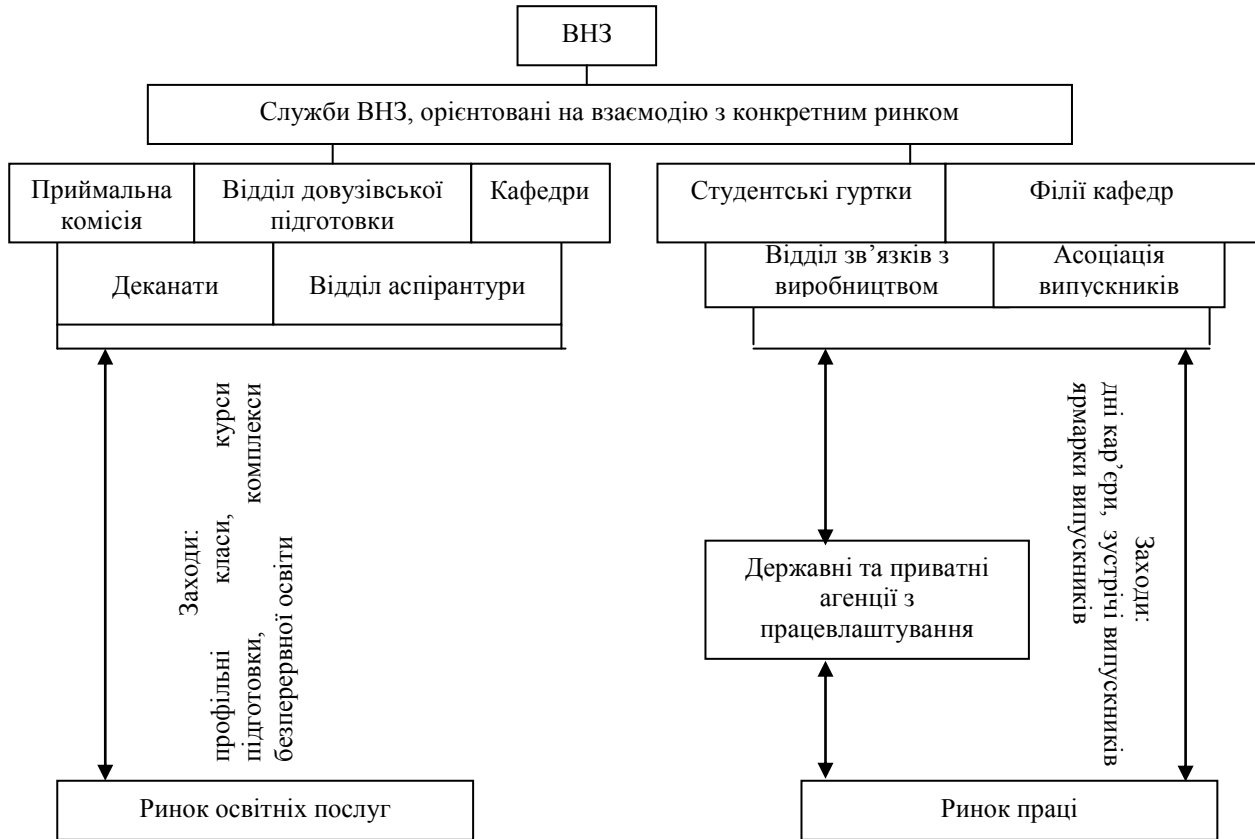 ВНЗ
Служби ВНЗ, орієнтовані на взаємодію з конкретним ринком
Приймальна
комісія
Відділ довузівської
підготовки
Кафедри
Деканати
Відділ аспірантури
Студентські гуртки
Філії кафедр
Відділ зв’язків з
виробництвом
Асоціація
випускників
Заходи:
профільні класи, курси
підготовки, комплекси
безперервної освіти
Державні та приватні
агенції з
працевлаштування
Заходи:
дні кар’єри, зустрічі випускників
ярмарки випускників
Ринок освітніх послуг
Ринок праці